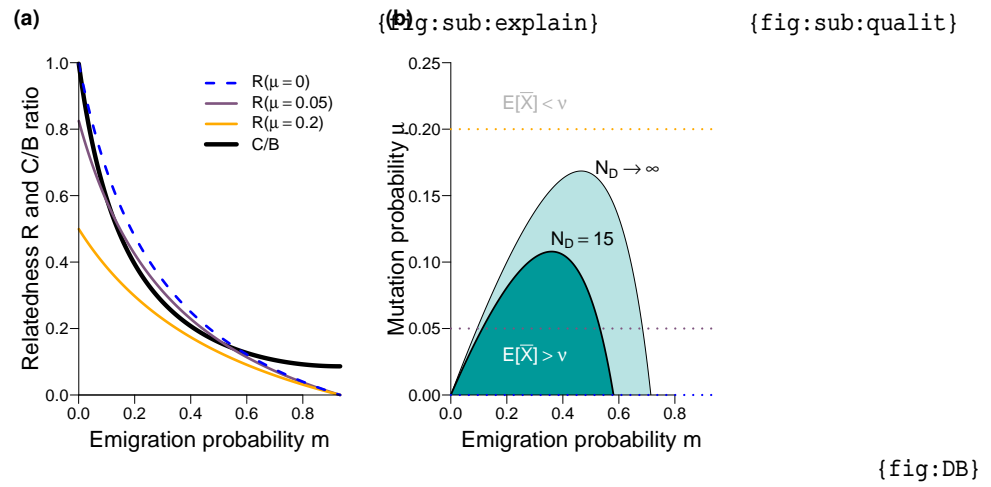 (a)
(b)
{fig:sub:explain}
{fig:sub:qualit}
Relatedness R and C/B ratio
1.0
0.8
0.6
0.4
0.2
0.0
R(μ = 0)
R(μ = 0.05)
R(μ = 0.2)
C/B
0.0 0.2 0.4 0.6 0.8
Emigration probability m
Mutation probability μ
0.25
0.20
0.15
0.10
0.05
0.00
E[X̅] < ν
N_D → ∞
N_D = 15
E[X̅] > ν
0.0 0.2 0.4 0.6 0.8
Emigration probability m
{fig:DB}